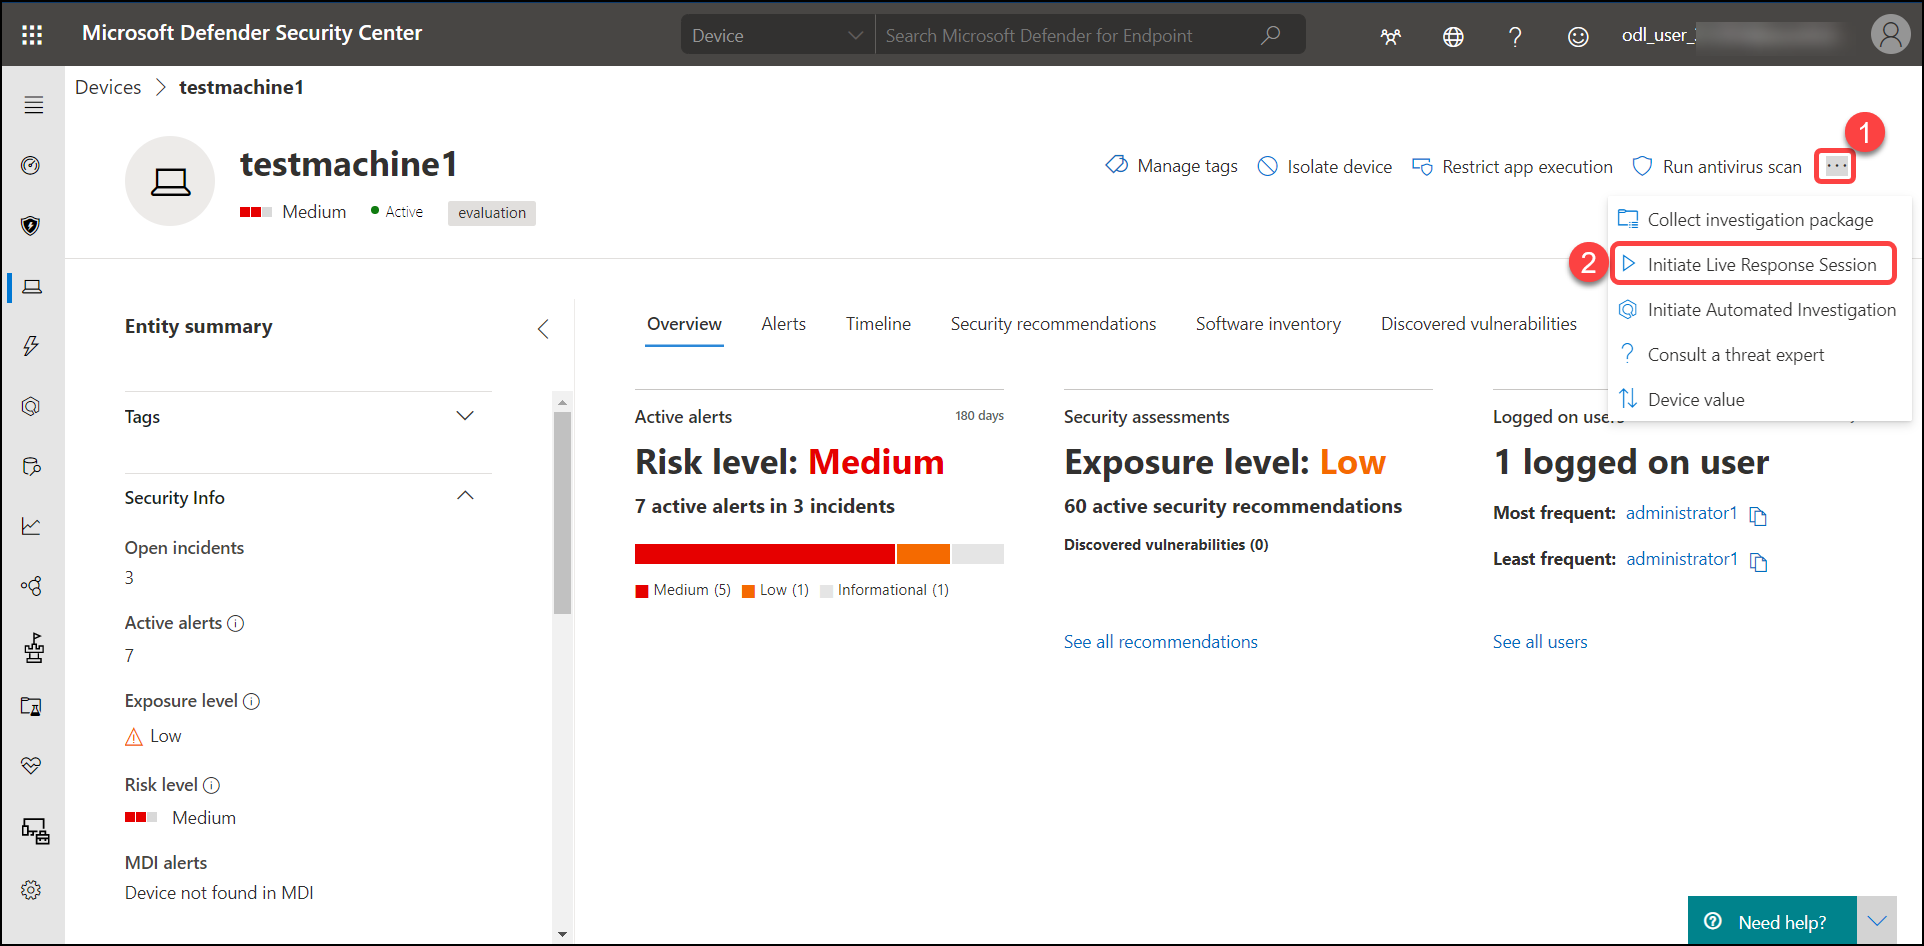 Microsoft Defender Security Center
Device
Search Microsoft Defender for Endpoint
?
odl_user_
Devices > testmachine1
testmachine1
Medium
Active
evaluation
Manage tags
Isolate device
Restrict app execution
Run antivirus scan
...
1
Collect investigation package
2
Initiate Live Response Session
Initiate Automated Investigation
? Consult a threat expert
Device value
Entity summary
Tags
Security Info
Open incidents
3
Active alerts
7
Exposure level
Low
Risk level
Medium
MDI alerts
Device not found in MDI
Overview
Alerts
Timeline
Security recommendations
Software inventory
Discovered vulnerabilities
Active alerts
180 days
Risk level: Medium
7 active alerts in 3 incidents
Medium (5)
Low (1)
Informational (1)
Security assessments
Exposure level: Low
60 active security recommendations
Discovered vulnerabilities (0)
See all recommendations
Logged on users
1 logged on user
Most frequent: administrator1
Least frequent: administrator1
See all users
Need help?